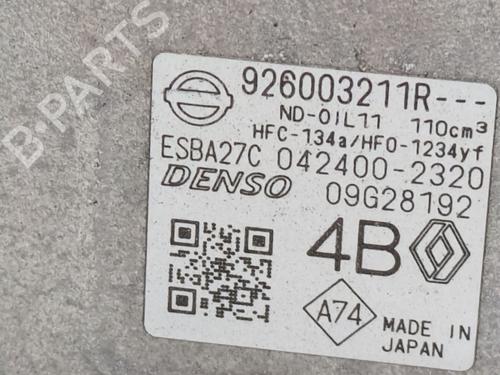 B-PARTS
926003211R---
ND-OIL11 110cm³
HFC-134a/HFO-1234yf
ESBA27C 042400-2320
DENSO 09G28192
4B
A74
MADE IN
JAPAN